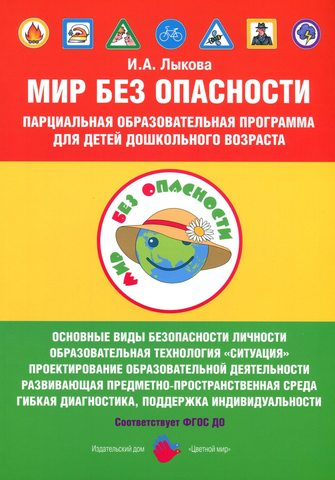 И.А. Лыкова
МИР БЕЗ ОПАСНОСТИ
ПАРЦИАЛЬНАЯ ОБРАЗОВАТЕЛЬНАЯ ПРОГРАММА
ДЛЯ ДЕТЕЙ ДОШКОЛЬНОГО ВОЗРАСТА
МИР БЕЗ ОПАСНОСТИ
ОСНОВНЫЕ ВИДЫ БЕЗОПАСНОСТИ ЛИЧНОСТИ
ОБРАЗОВАТЕЛЬНАЯ ТЕХНОЛОГИЯ «СИТУАЦИЯ»
ПРОЕКТИРОВАНИЕ ОБРАЗОВАТЕЛЬНОЙ ДЕЯТЕЛЬНОСТИ
РАЗВИВАЮЩАЯ ПРЕДМЕТНО-ПРОСТРАНСТВЕННАЯ СРЕДА
ГИБКАЯ ДИАГНОСТИКА, ПОДДЕРЖКА ИНДИВИДУАЛЬНОСТИ
Соответствует ФГОС ДО
Издательский дом «Цветной мир»